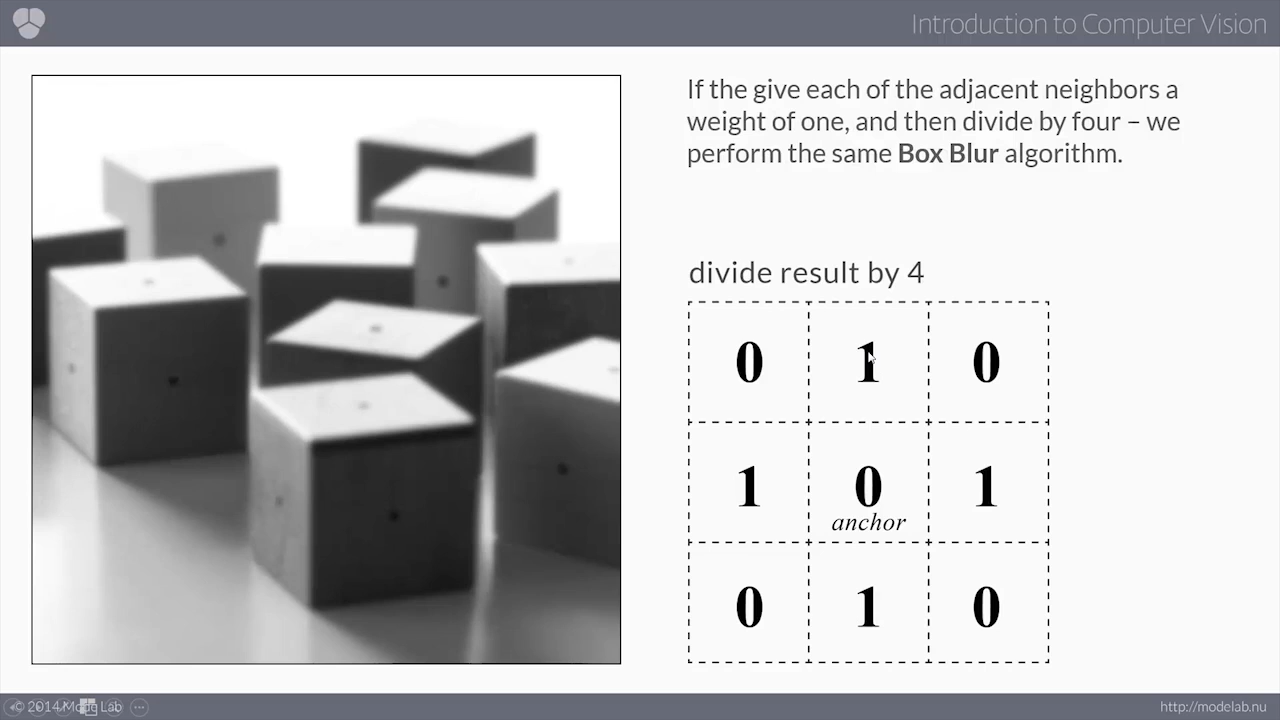 Introduction to Computer Vision
If the give each of the adjacent neighbors a
weight of one, and then divide by four – we
perform the same Box Blur algorithm.
divide result by 4
0 1 0
1 0 1
anchor
0 1 0
© 2014 Mode Lab
http://modelab.nu